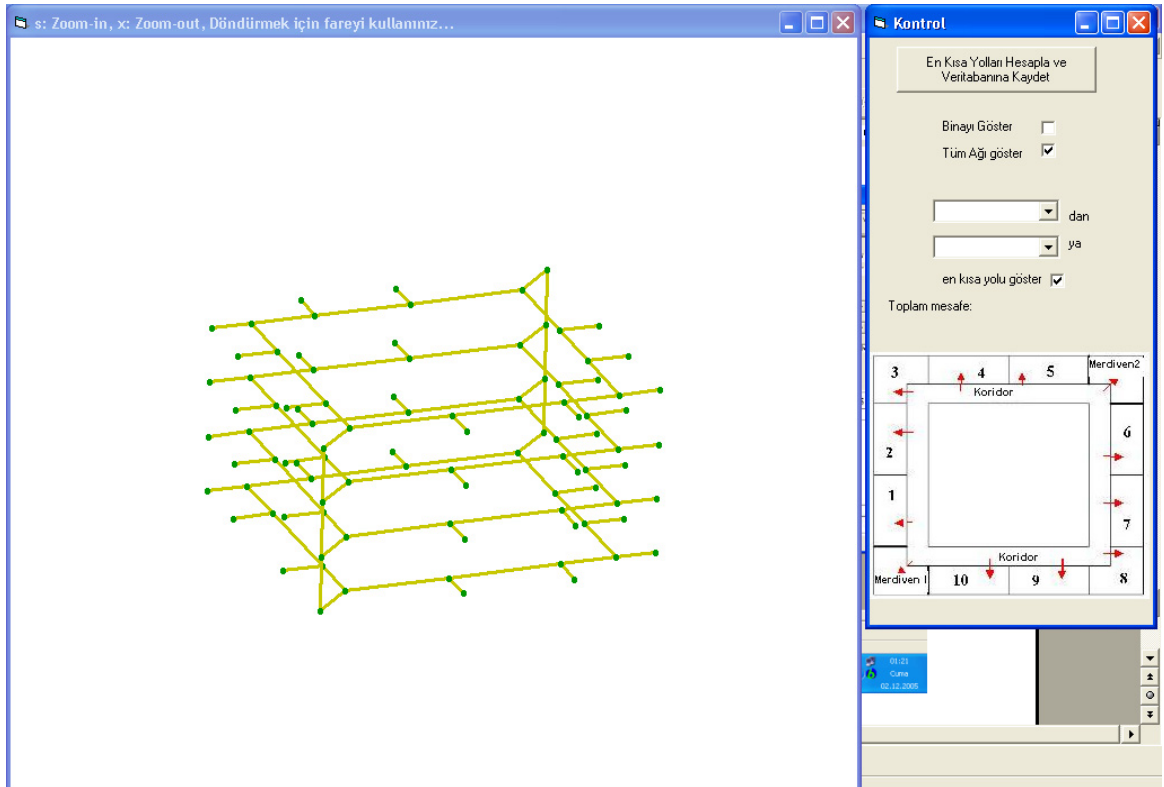 s: Zoom-in, x: Zoom-out, Döndürmek için fareyi kullanınız...
Kontrol
En Kısa Yolları Hesapla ve
Veritabanına Kaydet
Binayı Göster
Tüm Ağı göster
dan
ya
en kısa yolu göster
Toplam mesafe:
3 4 5 Merdiven2
Koridor
6
2
1
7
Koridor
Merdiven 1 10 9 8
01:21
Cuma
02.12.2005